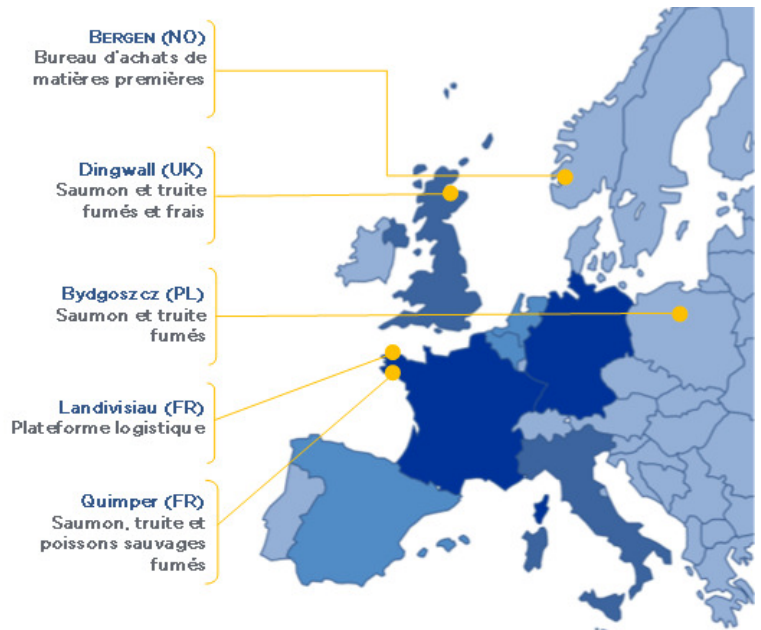 BERGEN (NO)
Bureau d'achats de
matières premières
Dingwall (UK)
Saumon et truite
fumés et frais
Bydgoszcz (PL)
Saumon et truite
fumés
Landivisiau (FR)
Plateforme logistique
Quimper (FR)
Saumon, truite et
poissons sauvages
fumés